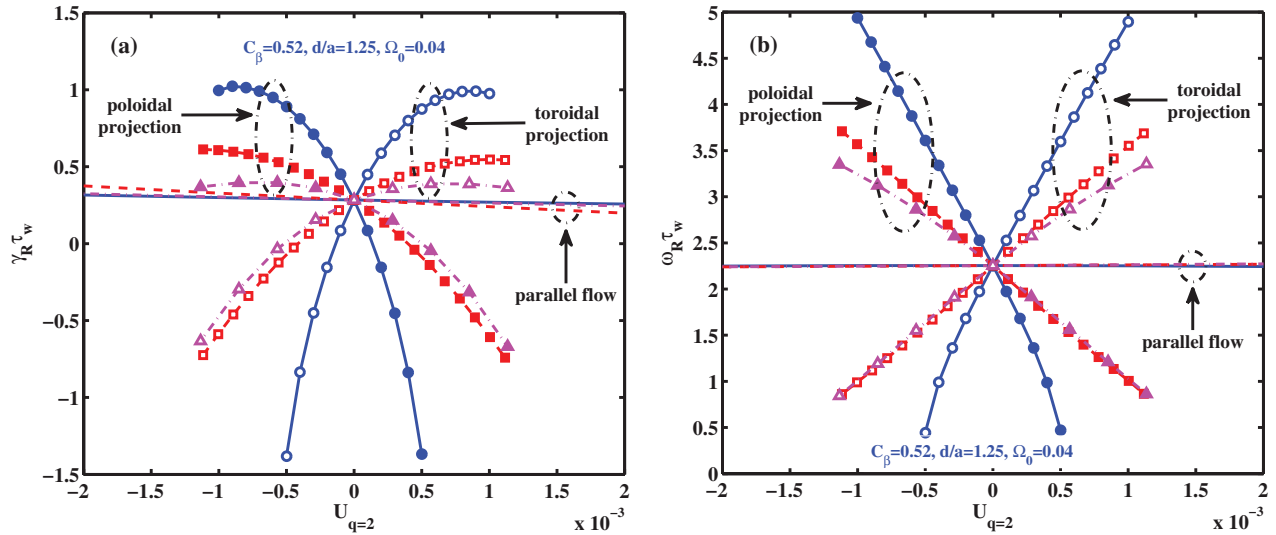 (a)
C_β=0.52, d/a=1.25, Ω_0=0.04
poloidal
projection
toroidal
projection
parallel flow
γ_R τ_w
1.5
1
0.5
0
−0.5
−1
−1.5
−2 −1.5 −1 −0.5 0 0.5 1 1.5 2
U_q=2
x 10^−3
(b)
poloidal
projection
toroidal
projection
parallel flow
C_β=0.52, d/a=1.25, Ω_0=0.04
ω_R τ_w
5
4.5
4
3.5
3
2.5
2
1.5
1
0.5
0
−2 −1.5 −1 −0.5 0 0.5 1 1.5 2
U_q=2
x 10^−3